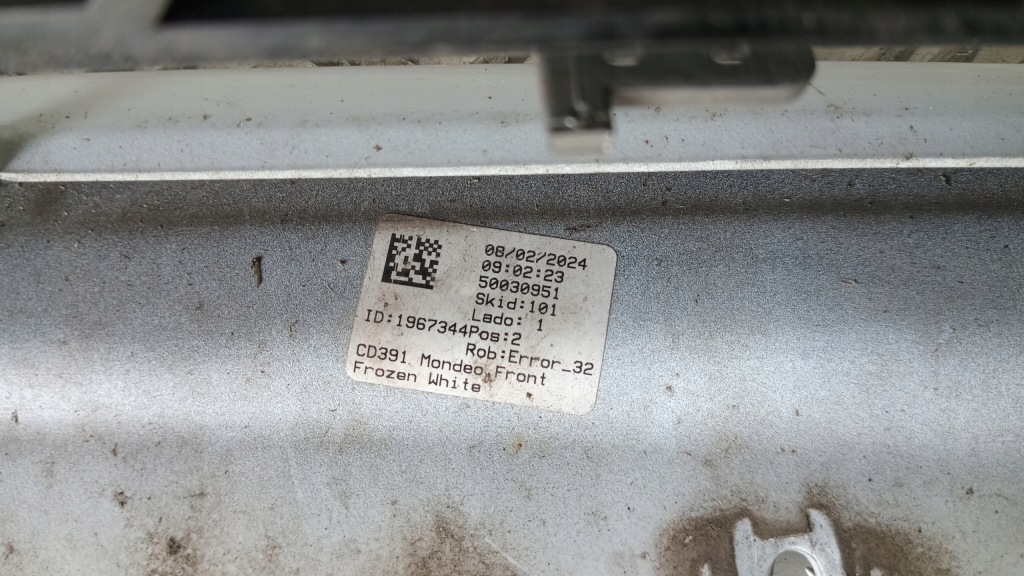 08/02/2024
09:02:23
50030951
Skid:101
Lado: 1
ID:1967344Pos:2
Rob:Error_32
CD391 Mondeo Front
Frozen White